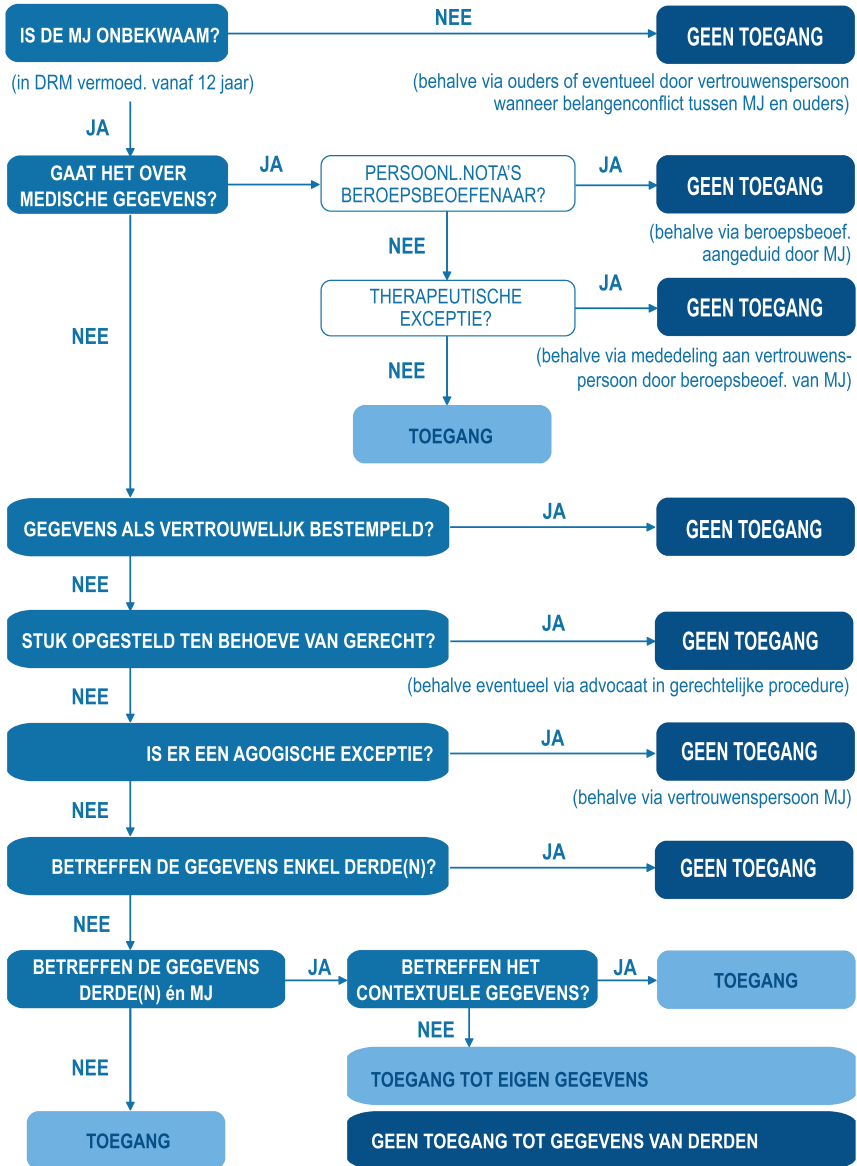 NEE
IS DE MJ ONBEKWAAM?
GEEN TOEGANG
(in DRM vermoed. vanaf 12 jaar)
(behalve via ouders of eventueel door vertrouwenspersoon
wanneer belangenconflict tussen MJ en ouders)
JA
GAAT HET OVER
MEDISCHE GEGEVENS?
JA
PERSOONL.NOTA'S
BEROEPSBEOEFENAAR?
JA
GEEN TOEGANG
(behalve via beroepsbeoef.
aangeduid door MJ)
NEE
THERAPEUTISCHE
EXCEPTIE?
JA
GEEN TOEGANG
(behalve via mededeling aan vertrouwens-
persoon door beroepsbeoef. van MJ)
NEE
NEE
TOEGANG
GEGEVENS ALS VERTROUWELIJK BESTEMPELD?
JA
GEEN TOEGANG
NEE
STUK OPGESTELD TEN BEHOEVE VAN GERECHT?
JA
GEEN TOEGANG
(behalve eventueel via advocaat in gerechtelijke procedure)
NEE
IS ER EEN AGOGISCHE EXCEPTIE?
JA
GEEN TOEGANG
(behalve via vertrouwenspersoon MJ)
NEE
BETREFFEN DE GEGEVENS ENKEL DERDE(N)?
JA
GEEN TOEGANG
NEE
BETREFFEN DE GEGEVENS
DERDE(N) én MJ
JA
BETREFFEN HET
CONTEXTUELE GEGEVENS?
JA
TOEGANG
NEE
NEE
TOEGANG TOT EIGEN GEGEVENS
TOEGANG
GEEN TOEGANG TOT GEGEVENS VAN DERDEN